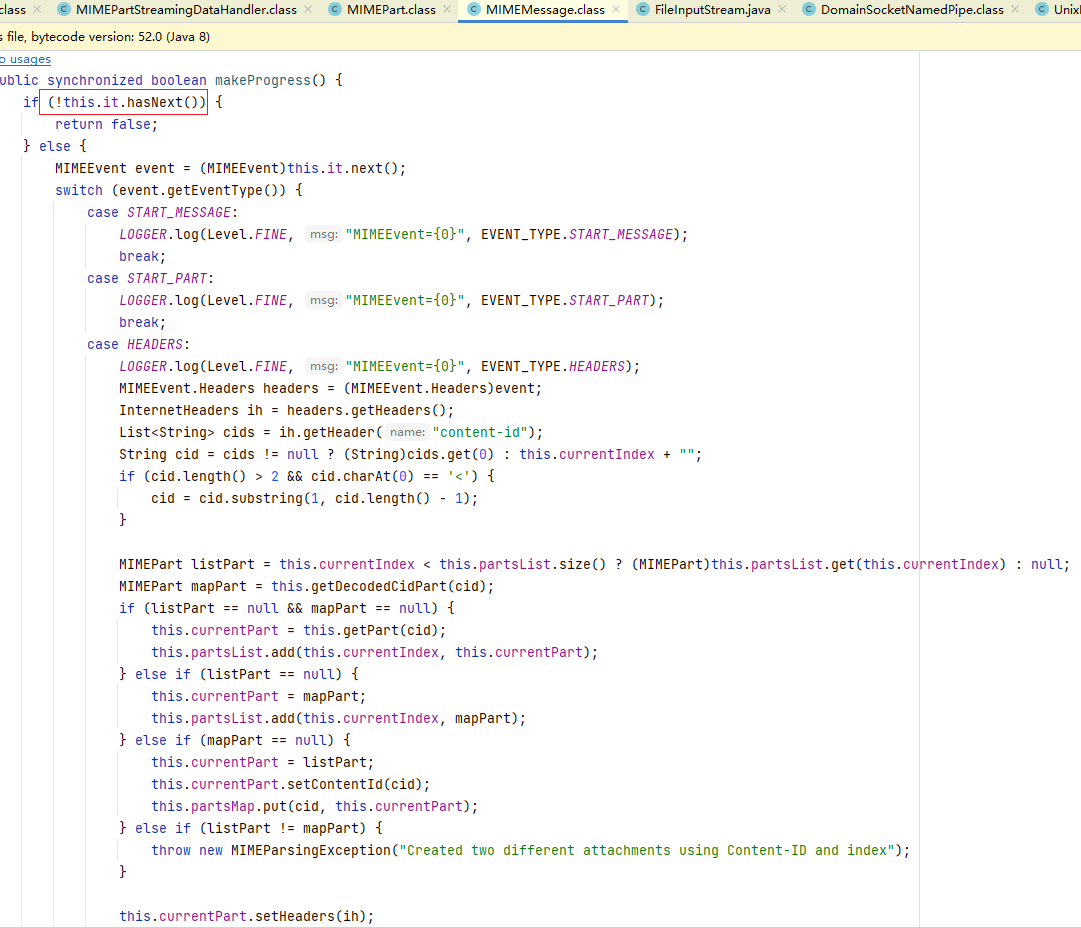 class MIMEPartStreamingDataHandler.class MIMEPart.class MIMEMessage.class FileInputStream.java DomainSocketNamedPipe.class Unix
s file, bytecode version: 52.0 (Java 8)
o usages
ublic synchronized boolean makeProgress() {
if (!this.it.hasNext()) {
return false;
} else {
MIMEEvent event = (MIMEEvent)this.it.next();
switch (event.getEventType()) {
case START_MESSAGE:
LOGGER.log(Level.FINE, msg: "MIMEEvent={0}", EVENT_TYPE.START_MESSAGE);
break;
case START_PART:
LOGGER.log(Level.FINE, msg: "MIMEEvent={0}", EVENT_TYPE.START_PART);
break;
case HEADERS:
LOGGER.log(Level.FINE, msg: "MIMEEvent={0}", EVENT_TYPE.HEADERS);
MIMEEvent.Headers headers = (MIMEEvent.Headers)event;
InternetHeaders ih = headers.getHeaders();
List<String> cids = ih.getHeader( name: "content-id");
String cid = cids != null ? (String)cids.get(0) : this.currentIndex + "";
if (cid.length() > 2 && cid.charAt(0) == '<') {
cid = cid.substring(1, cid.length() - 1);
}
MIMEPart listPart = this.currentIndex < this.partsList.size() ? (MIMEPart)this.partsList.get(this.currentIndex) : null;
MIMEPart mapPart = this.getDecodedCidPart(cid);
if (listPart == null && mapPart == null) {
this.currentPart = this.getPart(cid);
this.partsList.add(this.currentIndex, this.currentPart);
} else if (listPart == null) {
this.currentPart = mapPart;
this.partsList.add(this.currentIndex, mapPart);
} else if (mapPart == null) {
this.currentPart = listPart;
this.currentPart.setContentId(cid);
this.partsMap.put(cid, this.currentPart);
} else if (listPart != mapPart) {
throw new MIMEParsingException("Created two different attachments using Content-ID and index");
}
this.currentPart.setHeaders(ih);